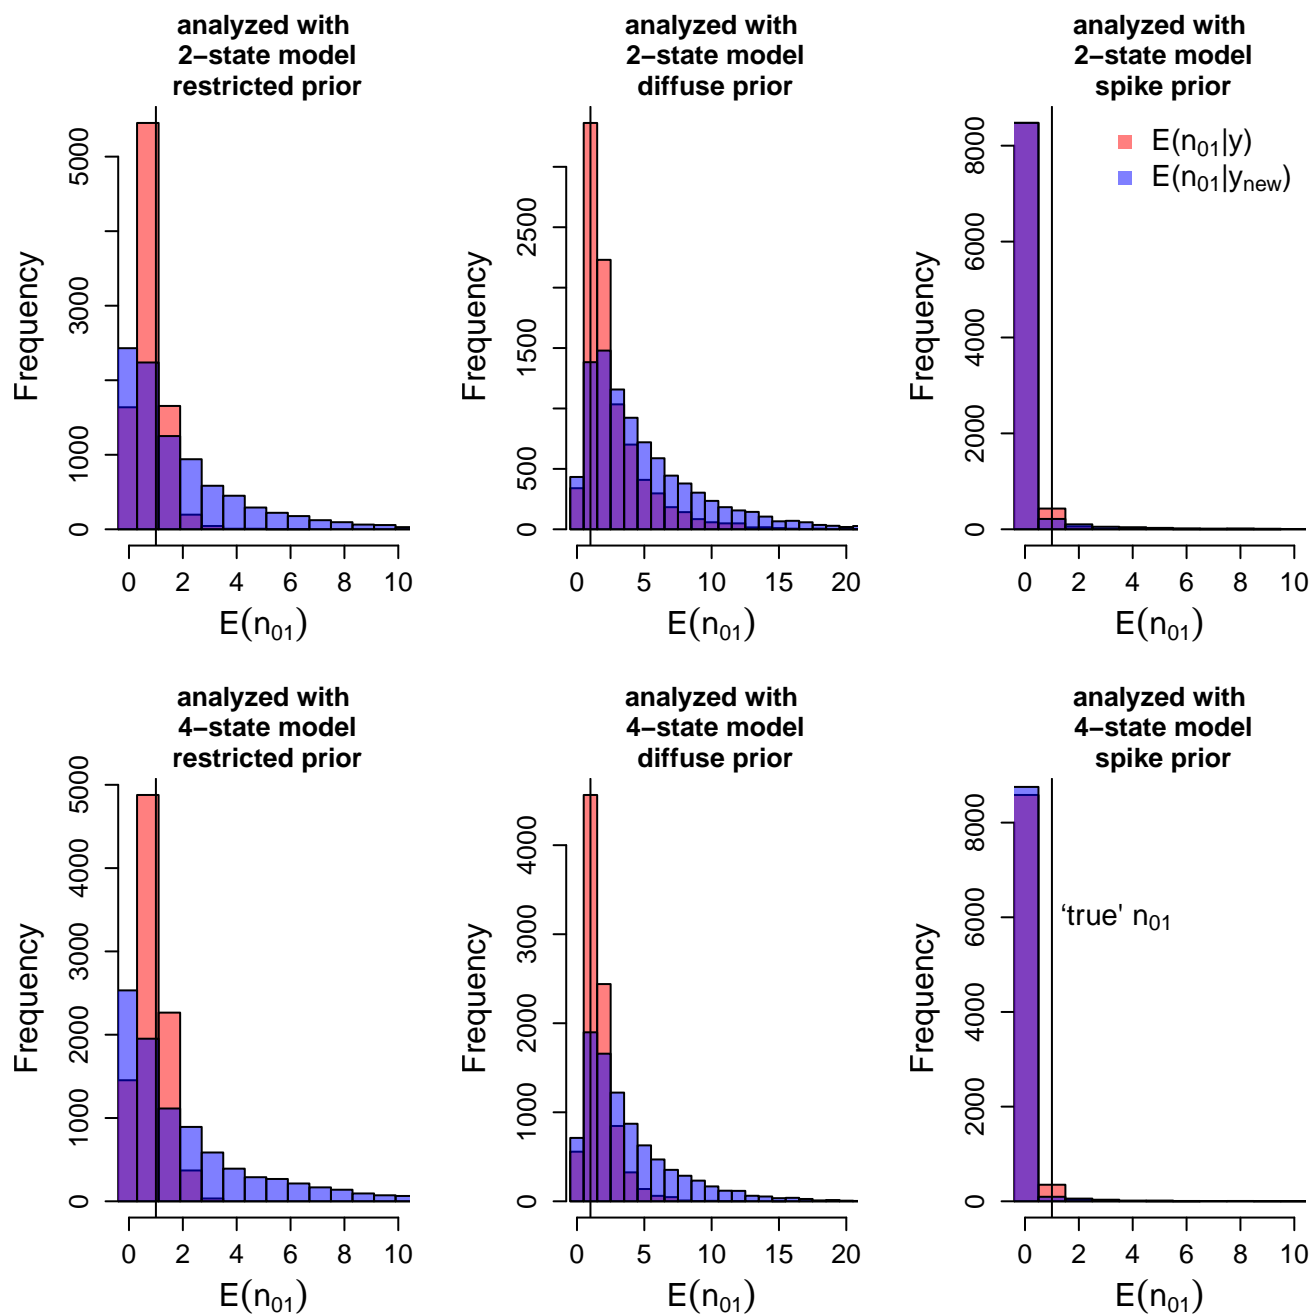 analyzed with
2−state model
restricted prior
Frequency
0
1000
3000
5000
0 2 4 6 8 10
E(n01)
analyzed with
2−state model
diffuse prior
Frequency
0
500
1500
2500
0 5 10 15 20
E(n01)
analyzed with
2−state model
spike prior
E(n01|y)
E(n01|ynew)
Frequency
0
2000
4000
6000
8000
0 2 4 6 8 10
E(n01)
analyzed with
4−state model
restricted prior
Frequency
0
1000
2000
3000
4000
5000
0 2 4 6 8 10
E(n01)
analyzed with
4−state model
diffuse prior
Frequency
0
1000
2000
3000
4000
0 5 10 15 20
E(n01)
analyzed with
4−state model
spike prior
‘true’ n01
Frequency
0
2000
4000
6000
8000
0 2 4 6 8 10
E(n01)